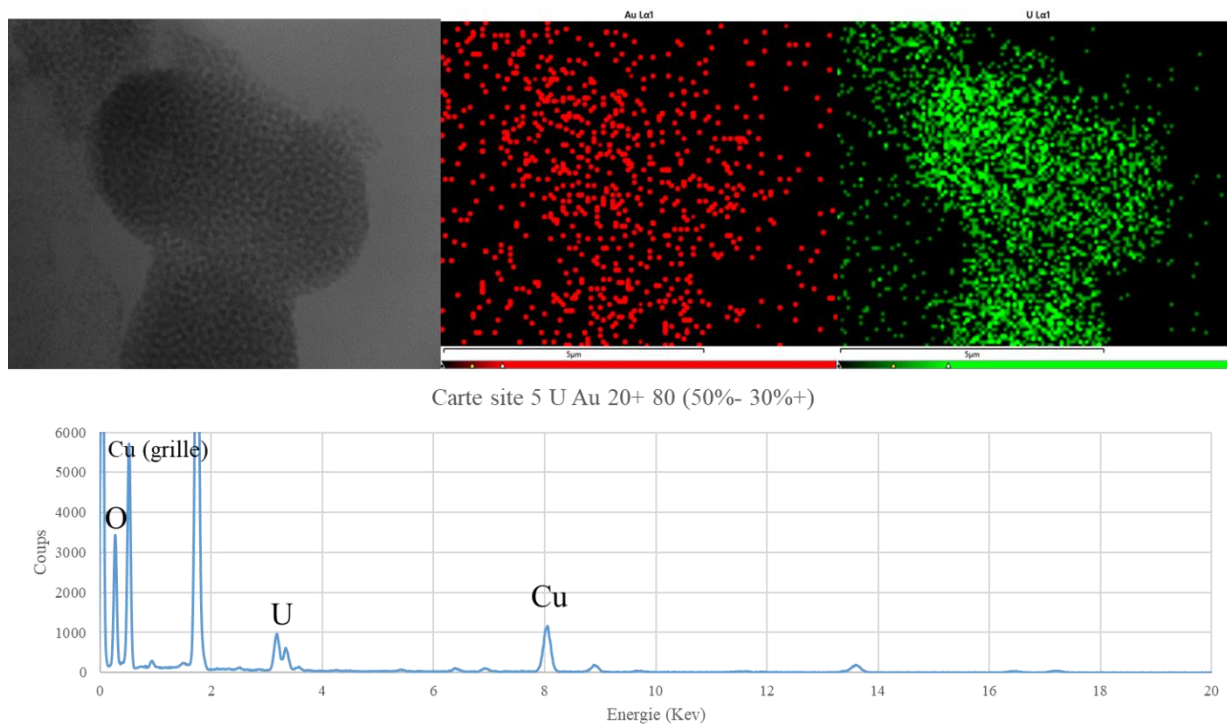 Au Lα1
U Lα1
5µm
5µm
Carte site 5 U Au 20+ 80 (50%- 30%+)
6000
5000
4000
3000
2000
1000
0
Coups
Cu (grille)
O
U
Cu
0
2
4
6
8
10
12
14
16
18
20
Energie (Kev)